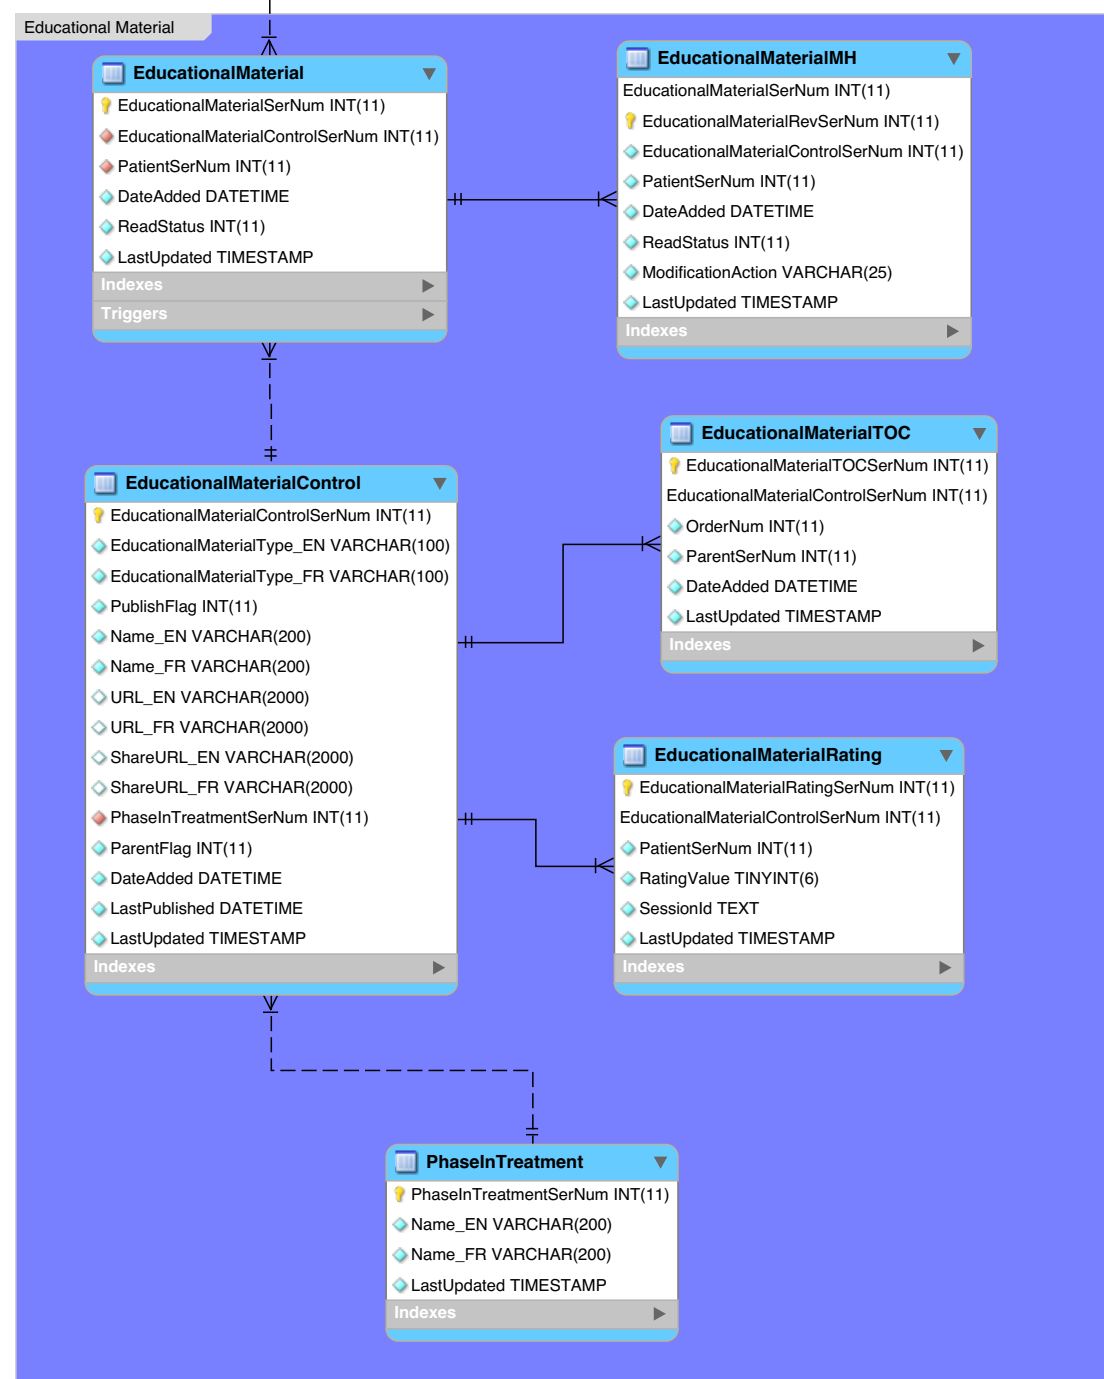 Educational Material
EducationalMaterial
EducationalMaterialSerNum INT(11)
EducationalMaterialControlSerNum INT(11)
PatientSerNum INT(11)
DateAdded DATETIME
ReadStatus INT(11)
LastUpdated TIMESTAMP
Indexes
Triggers
EducationalMaterialMH
EducationalMaterialSerNum INT(11)
EducationalMaterialRevSerNum INT(11)
EducationalMaterialControlSerNum INT(11)
PatientSerNum INT(11)
DateAdded DATETIME
ReadStatus INT(11)
ModificationAction VARCHAR(25)
LastUpdated TIMESTAMP
Indexes
EducationalMaterialControl
EducationalMaterialControlSerNum INT(11)
EducationalMaterialType_EN VARCHAR(100)
EducationalMaterialType_FR VARCHAR(100)
PublishFlag INT(11)
Name_EN VARCHAR(200)
Name_FR VARCHAR(200)
URL_EN VARCHAR(2000)
URL_FR VARCHAR(2000)
ShareURL_EN VARCHAR(2000)
ShareURL_FR VARCHAR(2000)
PhaseInTreatmentSerNum INT(11)
ParentFlag INT(11)
DateAdded DATETIME
LastPublished DATETIME
LastUpdated TIMESTAMP
Indexes
EducationalMaterialTOC
EducationalMaterialTOCSerNum INT(11)
EducationalMaterialControlSerNum INT(11)
OrderNum INT(11)
ParentSerNum INT(11)
DateAdded DATETIME
LastUpdated TIMESTAMP
Indexes
EducationalMaterialRating
EducationalMaterialRatingSerNum INT(11)
EducationalMaterialControlSerNum INT(11)
PatientSerNum INT(11)
RatingValue TINYINT(6)
SessionId TEXT
LastUpdated TIMESTAMP
Indexes
PhaseInTreatment
PhaseInTreatmentSerNum INT(11)
Name_EN VARCHAR(200)
Name_FR VARCHAR(200)
LastUpdated TIMESTAMP
Indexes